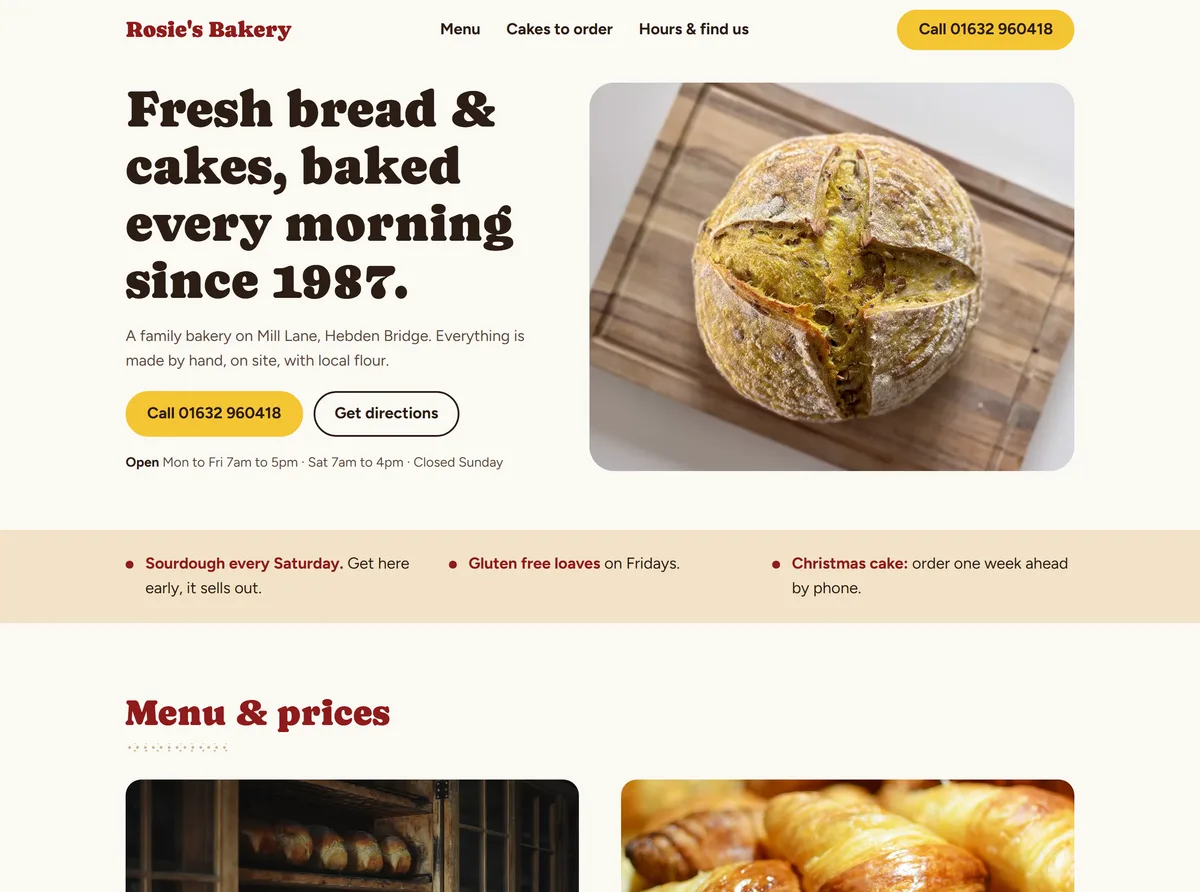 Rosie's Bakery
Menu
Cakes to order
Hours & find us
Call 01632 960418
Fresh bread &
cakes, baked
every morning
since 1987.
A family bakery on Mill Lane, Hebden Bridge. Everything is
made by hand, on site, with local flour.
Call 01632 960418
Get directions
Open Mon to Fri 7am to 5pm · Sat 7am to 4pm · Closed Sunday
Sourdough every Saturday. Get here
early, it sells out.
Gluten free loaves on Fridays.
Christmas cake: order one week ahead
by phone.
Menu & prices